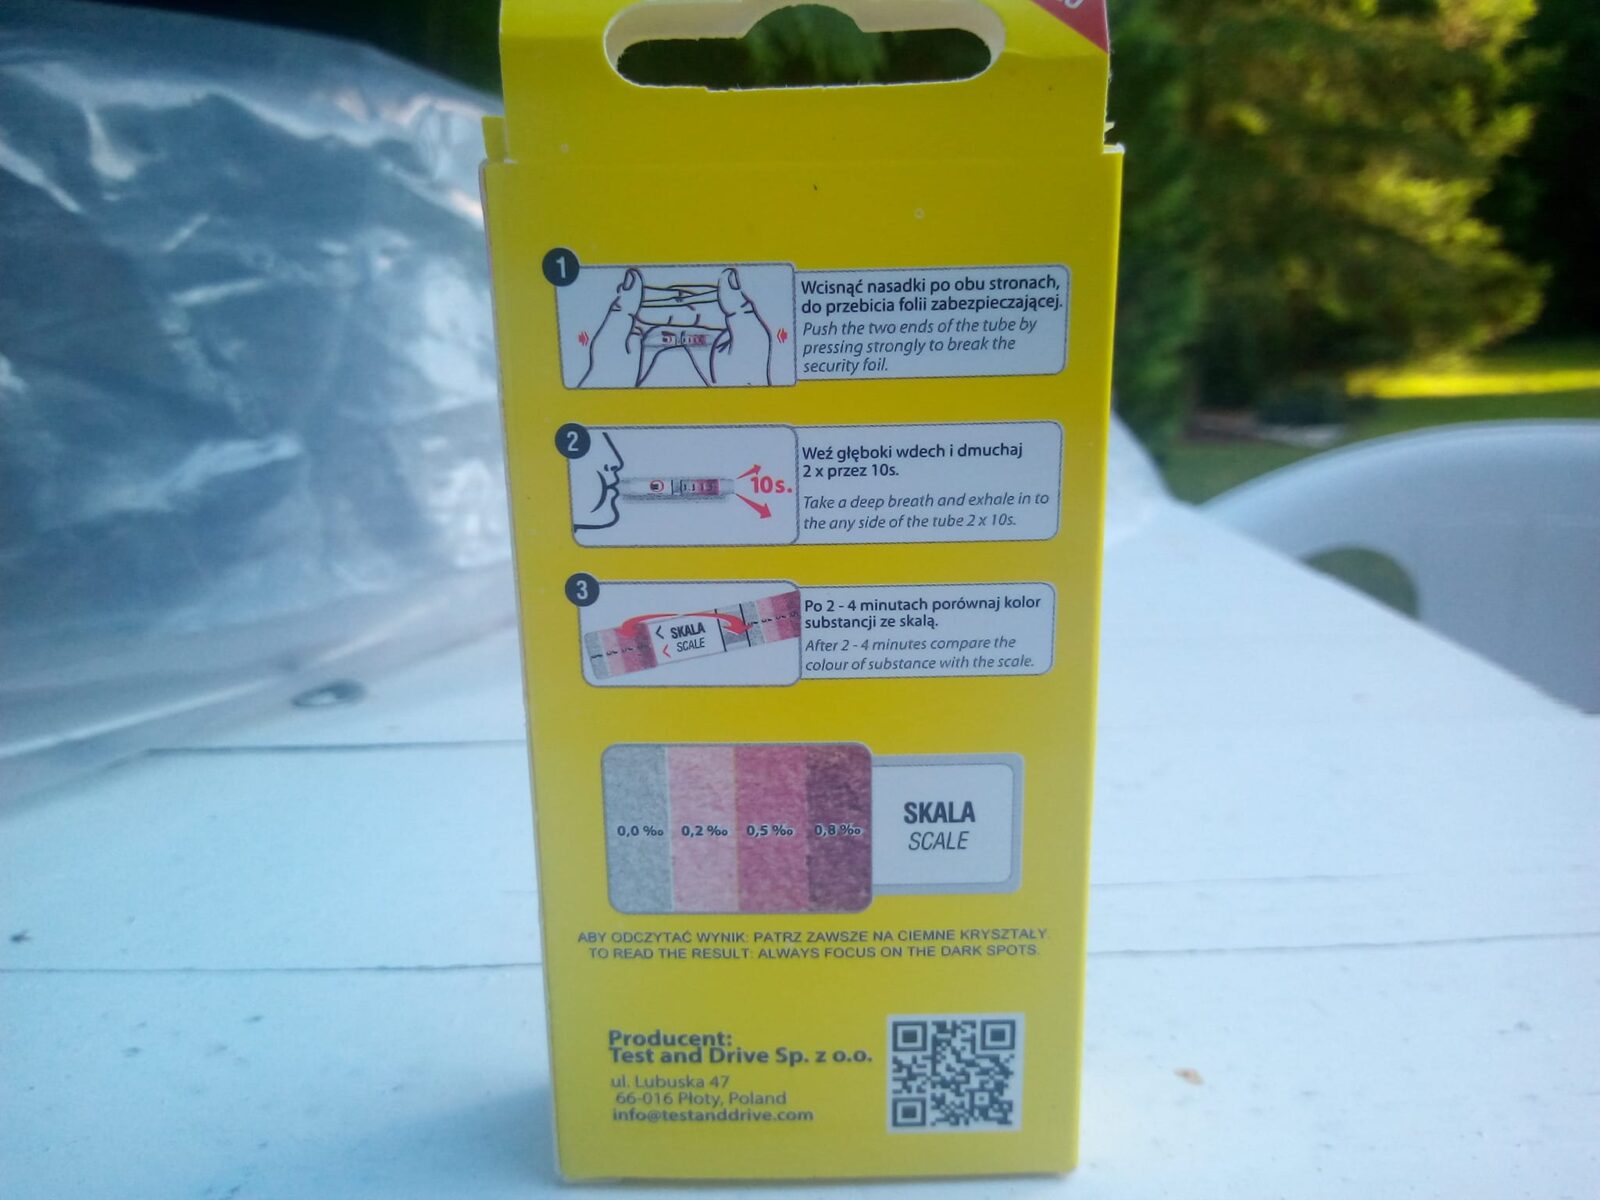 1
Wcisnąć nasadki po obu stronach,
do przebicia folii zabezpieczającej.
Push the two ends of the tube by
pressing strongly to break the
security foil.
2
10s.
Weź głęboki wdech i dmuchaj
2 x przez 10s.
Take a deep breath and exhale in to
the any side of the tube 2 x 10s.
3
< SKALA
< SCALE
Po 2 - 4 minutach porównaj kolor
substancji ze skalą.
After 2 - 4 minutes compare the
colour of substance with the scale.
0,0 ‰ 0,2 ‰ 0,5 ‰ 0,8 ‰
SKALA
SCALE
ABY ODCZYTAĆ WYNIK: PATRZ ZAWSZE NA CIEMNE KRYSZTAŁY.
TO READ THE RESULT: ALWAYS FOCUS ON THE DARK SPOTS.
Producent:
Test and Drive Sp. z o.o.
ul. Lubuska 47
66-016 Płoty, Poland
info@testanddrive.com